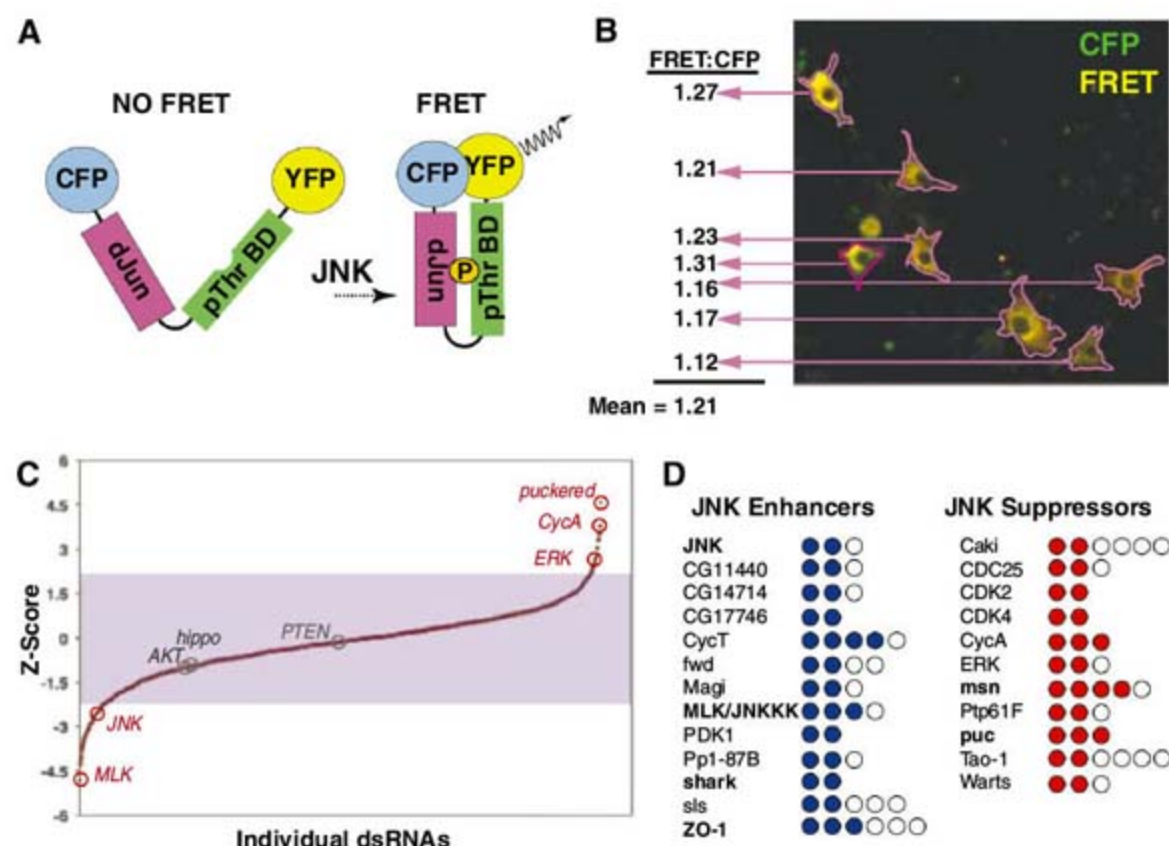 A
NO FRET
FRET
CFP
YFP
dJun
pThr BD
JNK
CFP
YFP
dJun
P
pThr BD
B
FRET:CFP
1.27
1.21
1.23
1.31
1.16
1.17
1.12
Mean = 1.21
CFP
FRET
C
Z-Score
6
4.5
3
1.5
0
-1.5
-3
-4.5
-6
puckered
CycA
ERK
PTEN
hippo
AKT
JNK
MLK
Individual dsRNAs
D
JNK Enhancers
JNK
CG11440
CG14714
CG17746
CycT
fwd
Magi
MLK/JNKKK
PDK1
Pp1-87B
shark
sls
ZO-1
JNK Suppressors
Caki
CDC25
CDK2
CDK4
CycA
ERK
msn
Ptp61F
puc
Tao-1
Warts